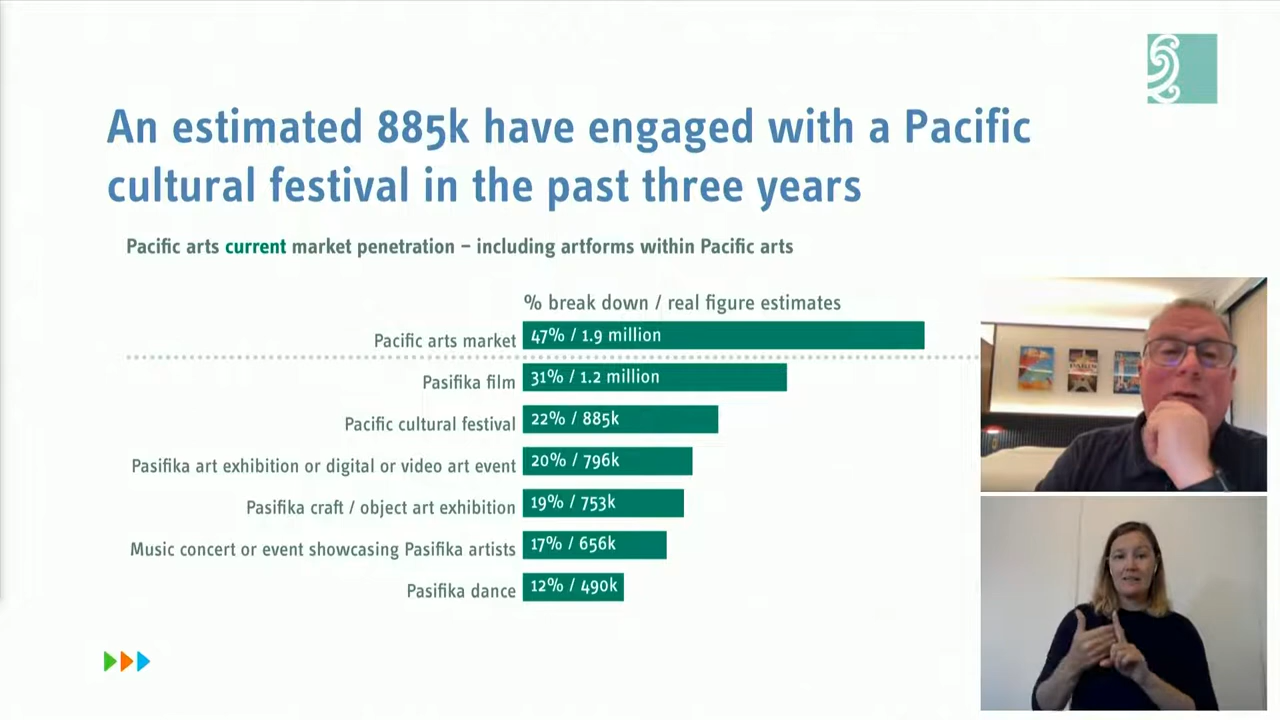 An estimated 885k have engaged with a Pacific
cultural festival in the past three years
Pacific arts current market penetration – including artforms within Pacific arts
% break down / real figure estimates
Pacific arts market 47% / 1.9 million
Pasifika film 31% / 1.2 million
Pacific cultural festival 22% / 885k
Pasifika art exhibition or digital or video art event 20% / 796k
Pasifika craft / object art exhibition 19% / 753k
Music concert or event showcasing Pasifika artists 17% / 656k
Pasifika dance 12% / 490k